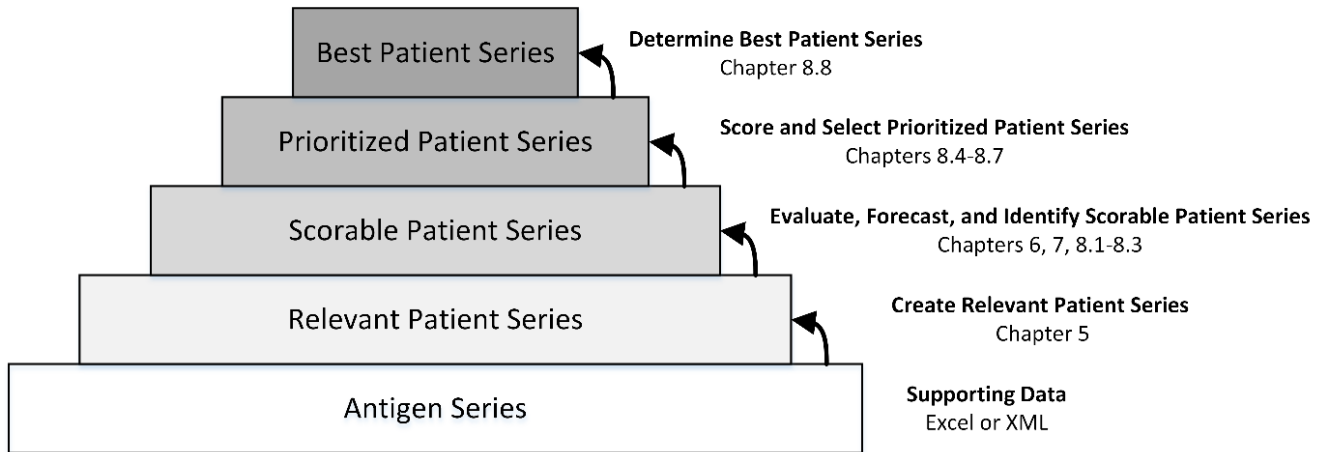 Best Patient Series
Determine Best Patient Series
Chapter 8.8
Prioritized Patient Series
Score and Select Prioritized Patient Series
Chapters 8.4-8.7
Scorable Patient Series
Evaluate, Forecast, and Identify Scorable Patient Series
Chapters 6, 7, 8.1-8.3
Relevant Patient Series
Create Relevant Patient Series
Chapter 5
Antigen Series
Supporting Data
Excel or XML